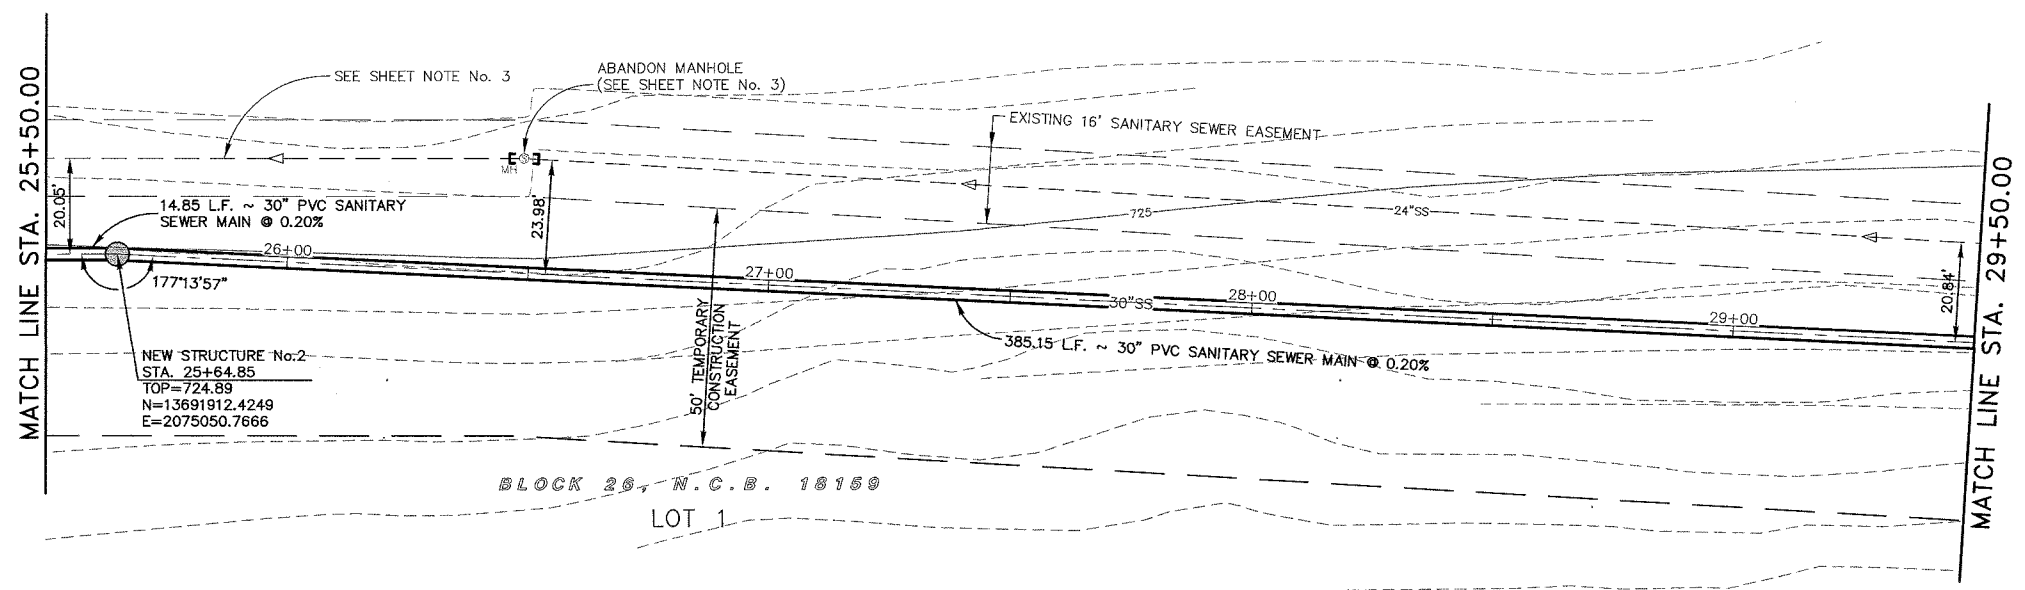 MATCH LINE STA. 25+50.00
SEE SHEET NOTE No. 3
ABANDON MANHOLE
(SEE SHEET NOTE No. 3)
MH
EXISTING 16' SANITARY SEWER EASEMENT
20.05'
14.85 L.F. ~ 30" PVC SANITARY
SEWER MAIN @ 0.20%
23.98'
725
24"SS
26+00
177°13'57"
27+00
30"SS
28+00
29+00
20.84'
385.15 L.F. ~ 30" PVC SANITARY SEWER MAIN @ 0.20%
50' TEMPORARY
CONSTRUCTION
EASEMENT
NEW STRUCTURE No.2
STA. 25+64.85
TOP=724.89
N=13691912.4249
E=2075050.7666
BLOCK 26, N.C.B. 18159
LOT 1
MATCH LINE STA. 29+50.00